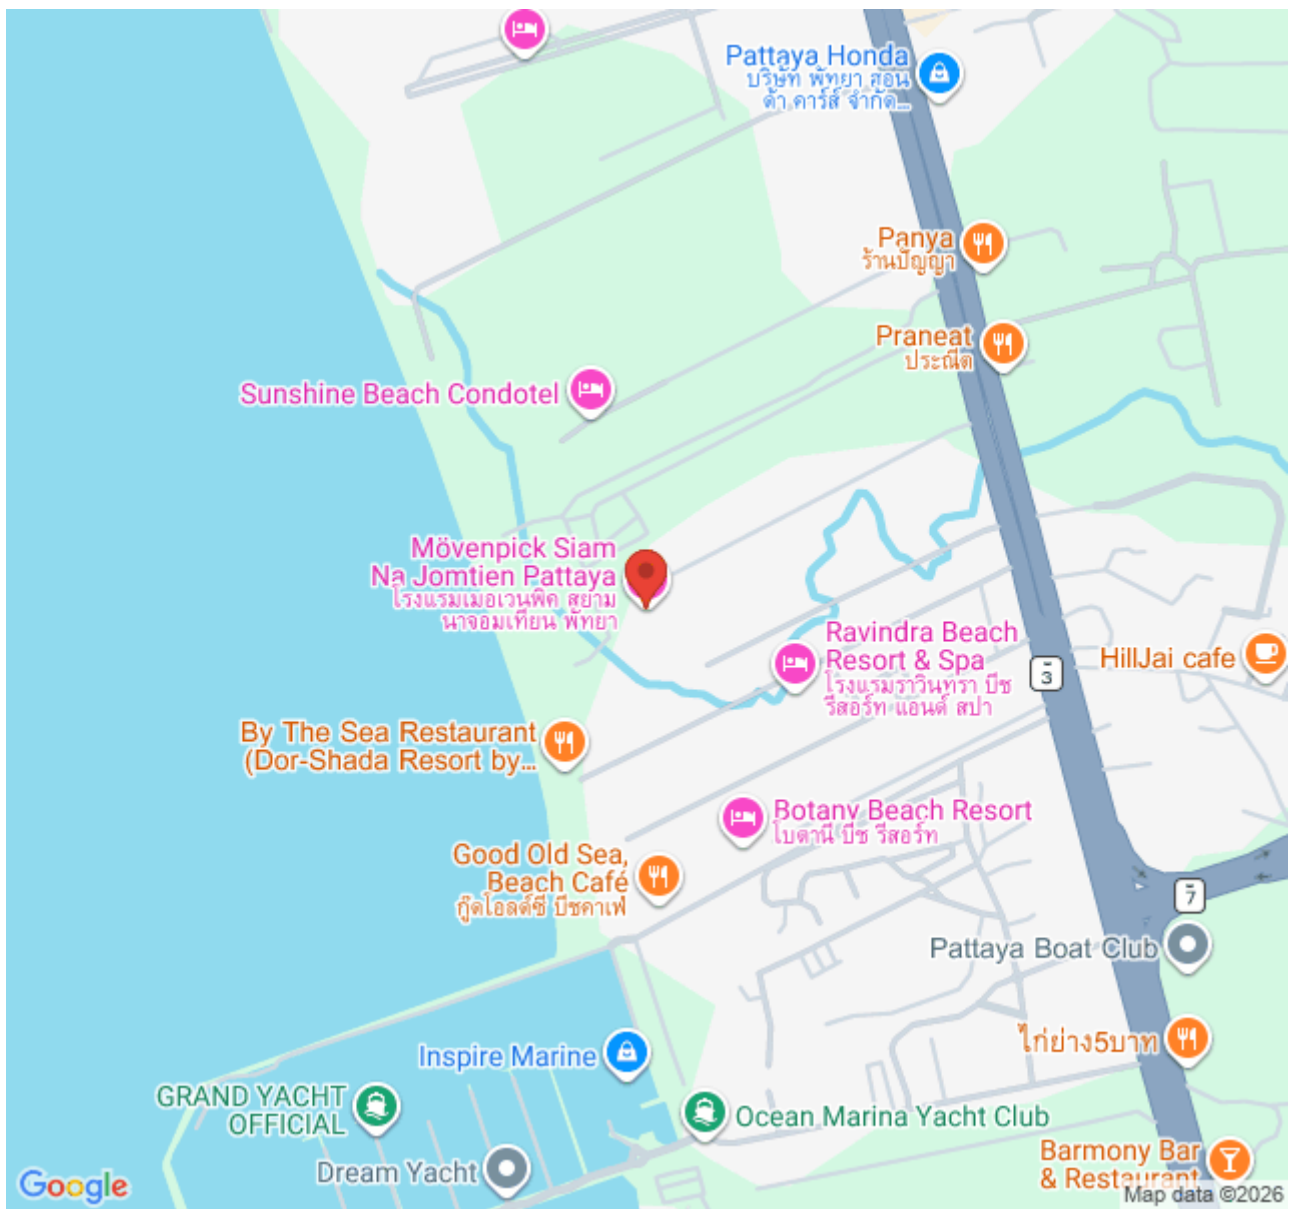 Pattaya Honda
บริษัท พัทยา ฮอน
ด้า คาร์ส์ จำกัด...
Panya
ร้านปัญญา
Praneat
ประณีต
Sunshine Beach Condotel
Mövenpick Siam
Na Jomtien Pattaya
โรงแรมเมอเวนพิค สยาม
นาจอมเทียน พัทยา
Ravindra Beach
Resort & Spa
โรงแรมราวินทรา บีช
รีสอร์ท แอนด์ สปา
3
HillJai cafe
By The Sea Restaurant
(Dor-Shada Resort by...
Botany Beach Resort
โบตานี บีช รีสอร์ท
Good Old Sea,
Beach Café
กู๊ดโอลด์ซี บีชคาเฟ่
7
Pattaya Boat Club
ไก่ย่าง5บาท
Inspire Marine
GRAND YACHT
OFFICIAL
Ocean Marina Yacht Club
Dream Yacht
Barmony Bar
& Restaurant
Google
Map data ©2026